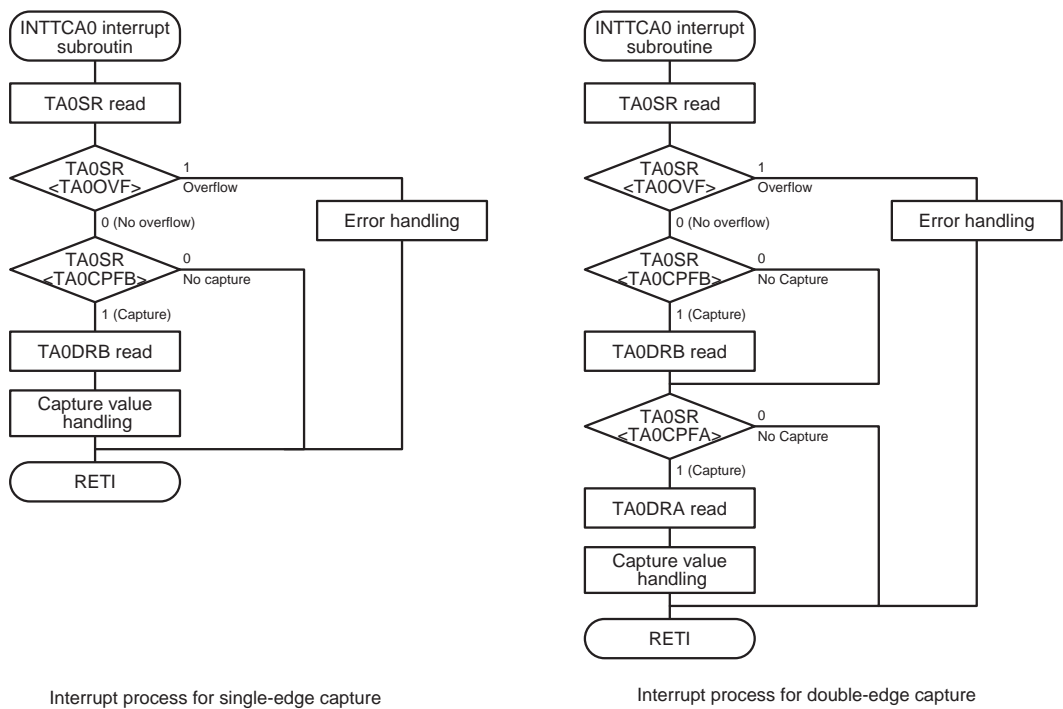 INTTCA0 interrupt
subroutin
TA0SR read
TA0SR
<TA0OVF>
1
Overflow
0 (No overflow)
Error handling
TA0SR
<TA0CPFB>
0
No capture
1 (Capture)
TA0DRB read
Capture value
handling
RETI
Interrupt process for single-edge capture
INTTCA0 interrupt
subroutine
TA0SR read
TA0SR
<TA0OVF>
1
Overflow
0 (No overflow)
Error handling
TA0SR
<TA0CPFB>
0
No Capture
1 (Capture)
TA0DRB read
TA0SR
<TA0CPFA>
0
No Capture
1 (Capture)
TA0DRA read
Capture value
handling
RETI
Interrupt process for double-edge capture